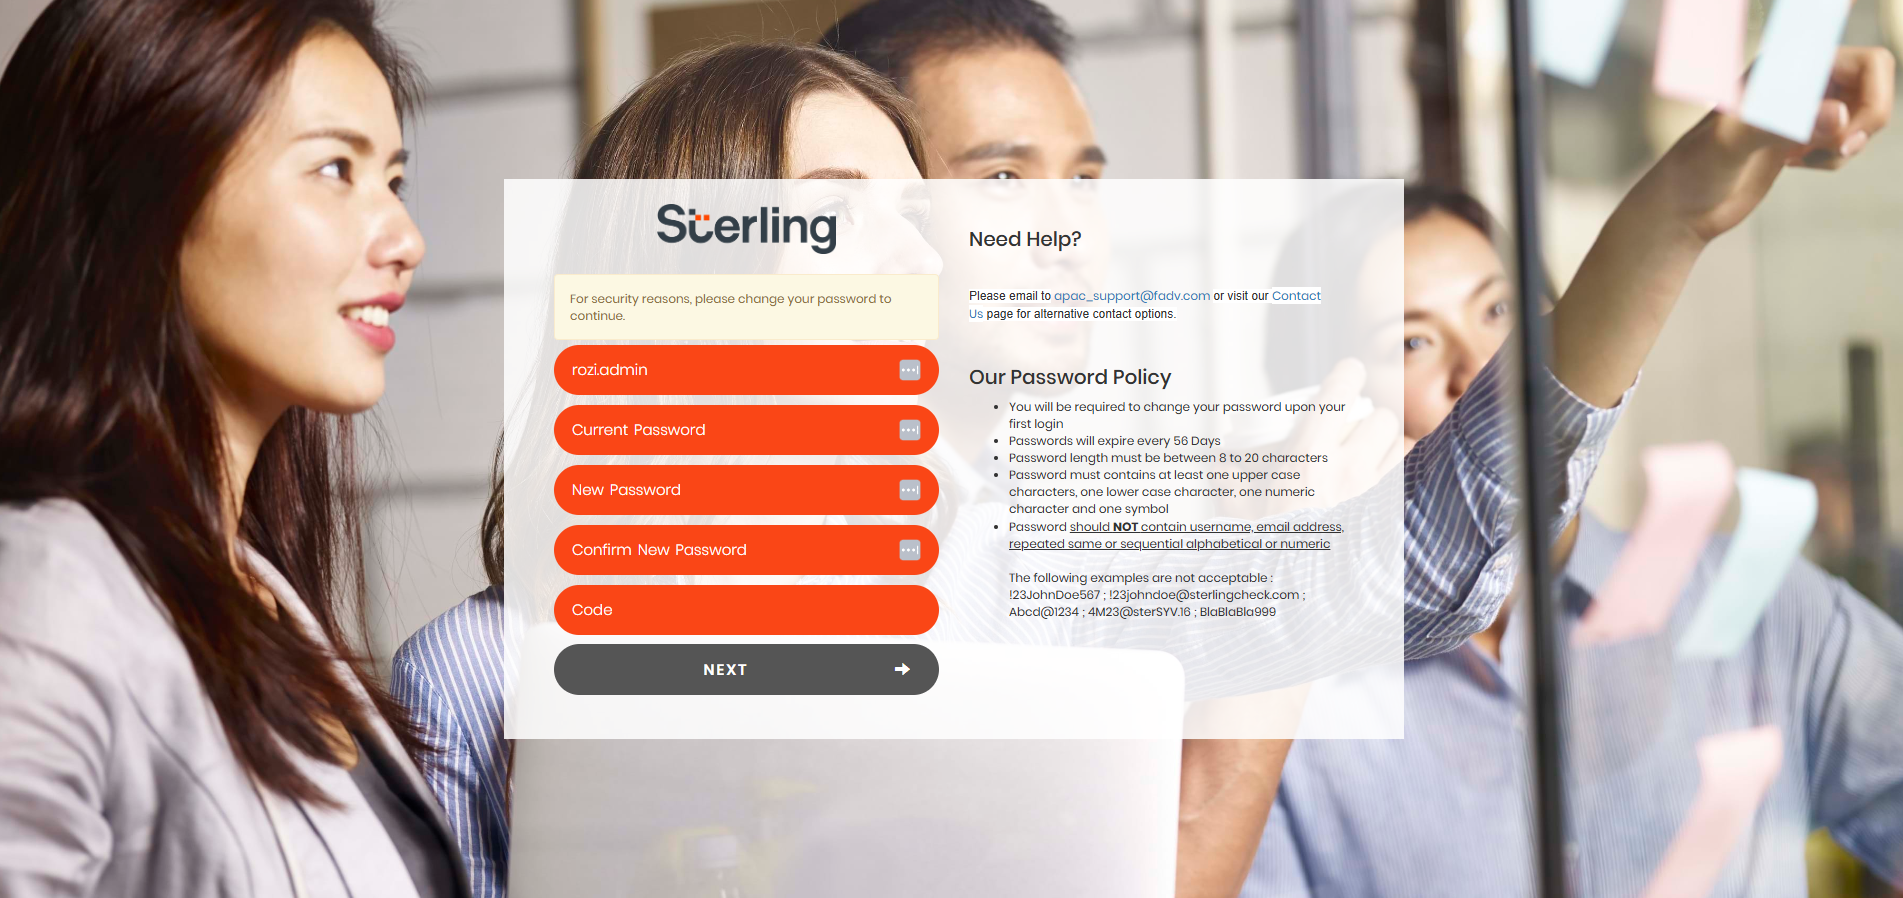 Sterling
For security reasons, please change your password to
continue.
rozi.admin
Current Password
New Password
Confirm New Password
Code
NEXT
Need Help?
Please email to apac_support@fadv.com or visit our Contact
Us page for alternative contact options.
Our Password Policy
You will be required to change your password upon your
first login
Passwords will expire every 56 Days
Password length must be between 8 to 20 characters
Password must contains at least one upper case
characters, one lower case character, one numeric
character and one symbol
Password should NOT contain username, email address,
repeated same or sequential alphabetical or numeric
The following examples are not acceptable :
!23JohnDoe567 ; !23johndoe@sterlingcheck.com ;
Abcd@1234 ; 4M23@sterSYV.16 ; BlaBlaBla999